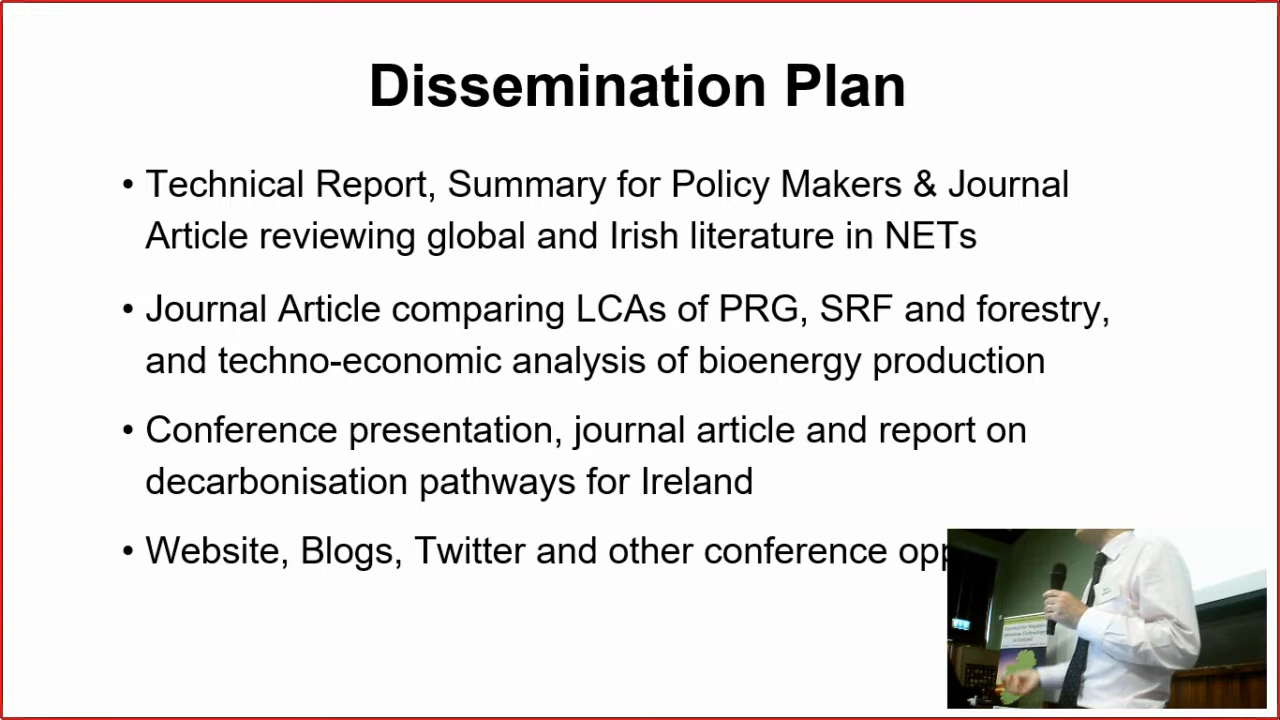 Dissemination Plan
• Technical Report, Summary for Policy Makers & Journal
Article reviewing global and Irish literature in NETs
• Journal Article comparing LCAs of PRG, SRF and forestry,
and techno-economic analysis of bioenergy production
• Conference presentation, journal article and report on
decarbonisation pathways for Ireland
• Website, Blogs, Twitter and other conference opp
in Ireland